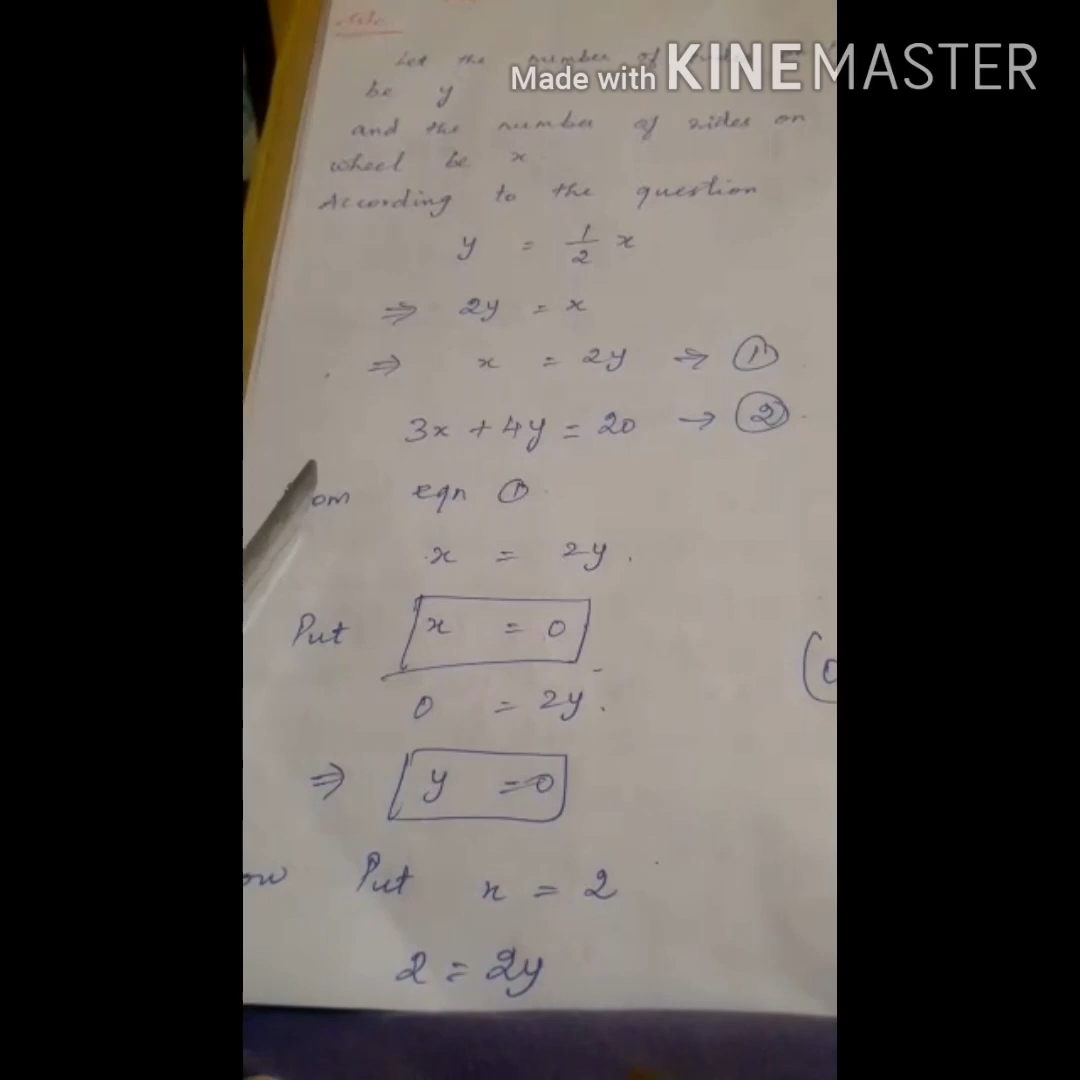 Made with KINEMASTER
Let the number of
be y
and the number of rides on
wheel be x
According to the question
y = 1/2 x
⇒ 2y = x
⇒ x = 2y ⇒ ①
3x + 4y = 20 → ②
om eqn ①
x = 2y.
Put x = 0
0 = 2y.
⇒ y = 0
ow Put x = 2
2 = 2y